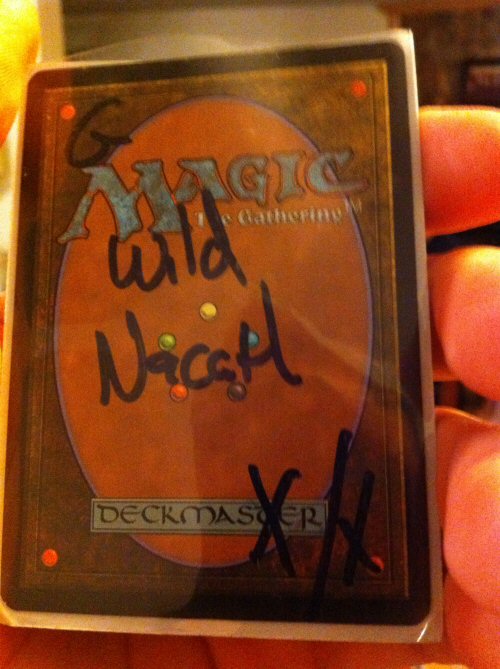 G
MAGIC
The Gathering
Wild
Nacatl
DECKMASTER
X/X